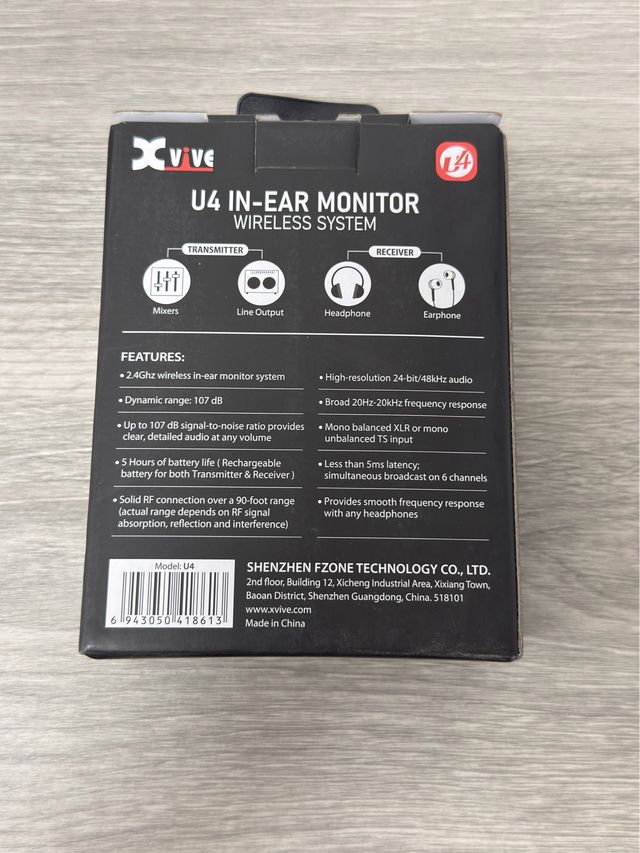 Xvive
U4
U4 IN-EAR MONITOR
WIRELESS SYSTEM
TRANSMITTER
RECEIVER
Mixers
Line Output
Headphone
Earphone
FEATURES:
• 2.4Ghz wireless in-ear monitor system
• Dynamic range: 107 dB
• Up to 107 dB signal-to-noise ratio provides
clear, detailed audio at any volume
• 5 Hours of battery life ( Rechargeable
battery for both Transmitter & Receiver )
• Solid RF connection over a 90-foot range
(actual range depends on RF signal
absorption, reflection and interference)
• High-resolution 24-bit/48kHz audio
• Broad 20Hz-20kHz frequency response
• Mono balanced XLR or mono
unbalanced TS input
• Less than 5ms latency;
simultaneous broadcast on 6 channels
• Provides smooth frequency response
with any headphones
Model: U4
6 943050 418613
SHENZHEN FZONE TECHNOLOGY CO., LTD.
2nd floor, Building 12, Xicheng Industrial Area, Xixiang Town,
Baoan District, Shenzhen Guangdong, China. 518101
www.xvive.com
Made in China